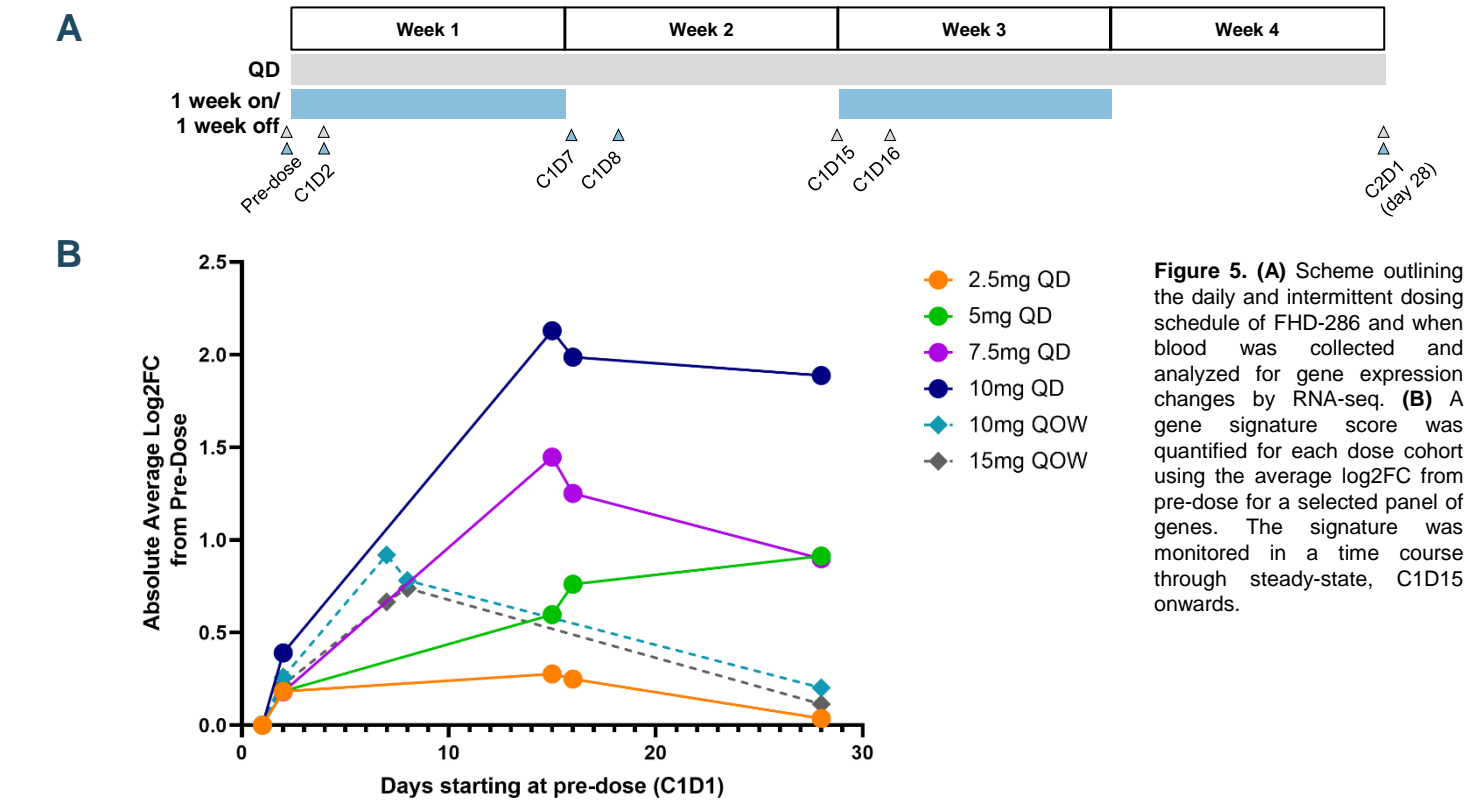 A
Week 1
Week 2
Week 3
Week 4
QD
1 week on/
1 week off
Pre-dose
C1D2
C1D7
C1D8
C1D15
C1D16
C2D1
(day 28)
B
Absolute Average Log2FC
from Pre-Dose
2.5
2.0
1.5
1.0
0.5
0.0
0
10
20
30
Days starting at pre-dose (C1D1)
2.5mg QD
5mg QD
7.5mg QD
10mg QD
10mg QOW
15mg QOW
Figure 5. (A) Scheme outlining
the daily and intermittent dosing
schedule of FHD-286 and when
blood was collected and
analyzed for gene expression
changes by RNA-seq. (B) A
gene signature score was
quantified for each dose cohort
using the average log2FC from
pre-dose for a selected panel of
genes. The signature was
monitored in a time course
through steady-state, C1D15
onwards.